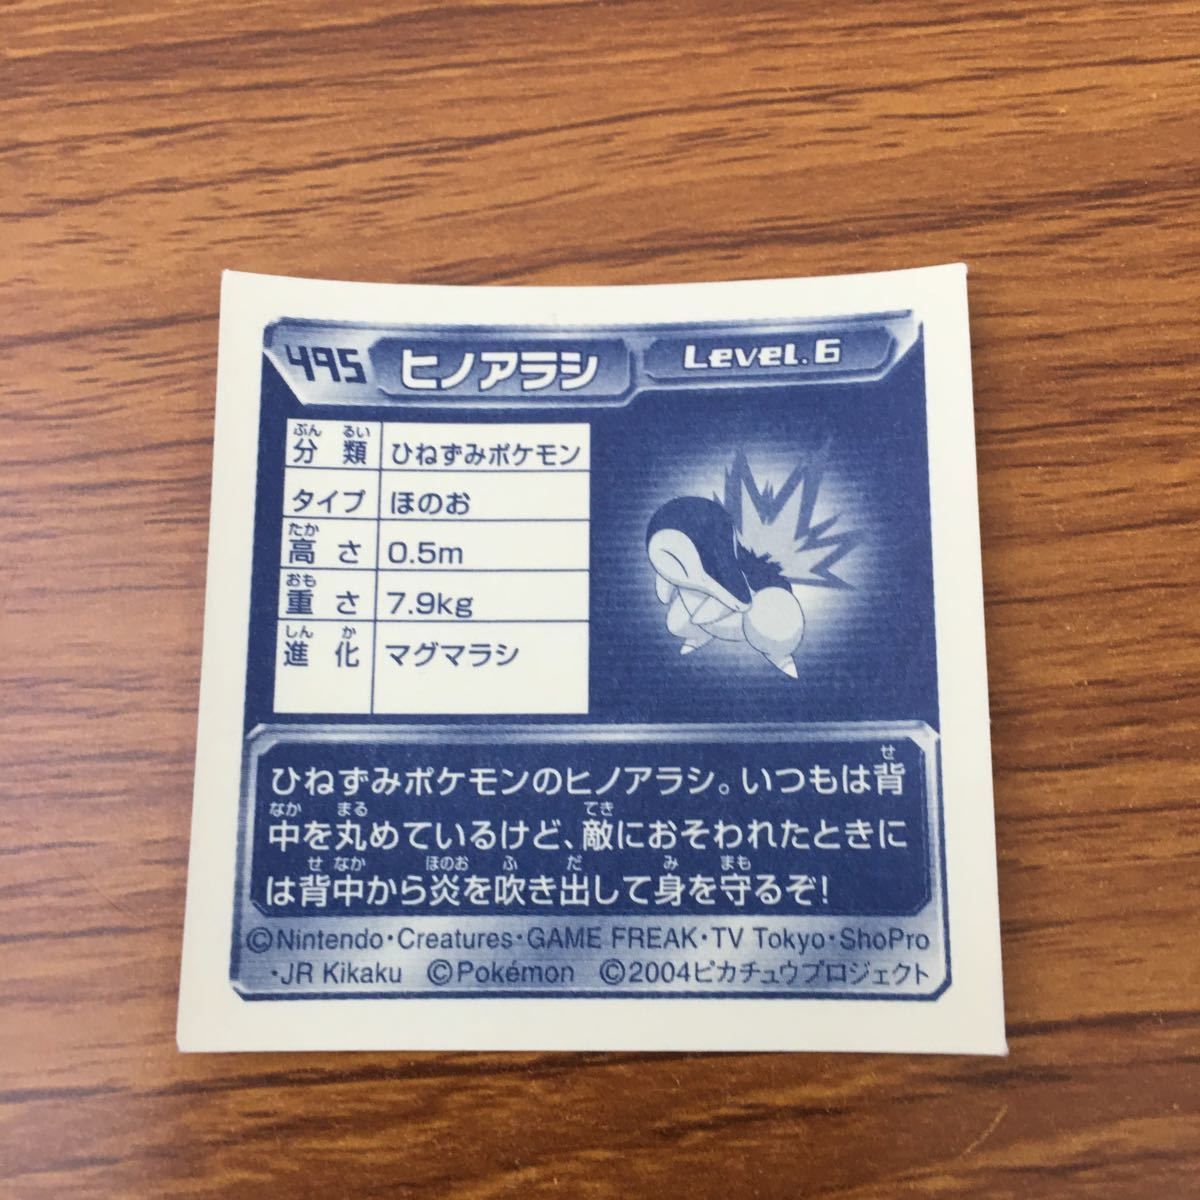 495 ヒノアラシ Level.6
ぶん るい
分類 ひねずみポケモン
タイプ ほのお
たか
高さ 0.5m
おも
重さ 7.9kg
しん か
進化 マグマラシ
せ
ひねずみポケモンのヒノアラシ。いつもは背
なか まる てき
中を丸めているけど、敵におそわれたときに
せ なか ほのお ふ だ み まも
は背中から炎を吹き出して身を守るぞ!
©Nintendo・Creatures・GAME FREAK・TV Tokyo・ShoPro
・JR Kikaku ©Pokémon ©2004ピカチュウプロジェクト